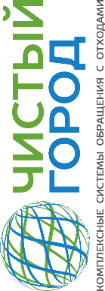 ЧИСТЫЙ
ГОРОД
КОМПЛЕКСНЫЕ СИСТЕМЫ ОБРАЩЕНИЯ С ОТХОДАМИ